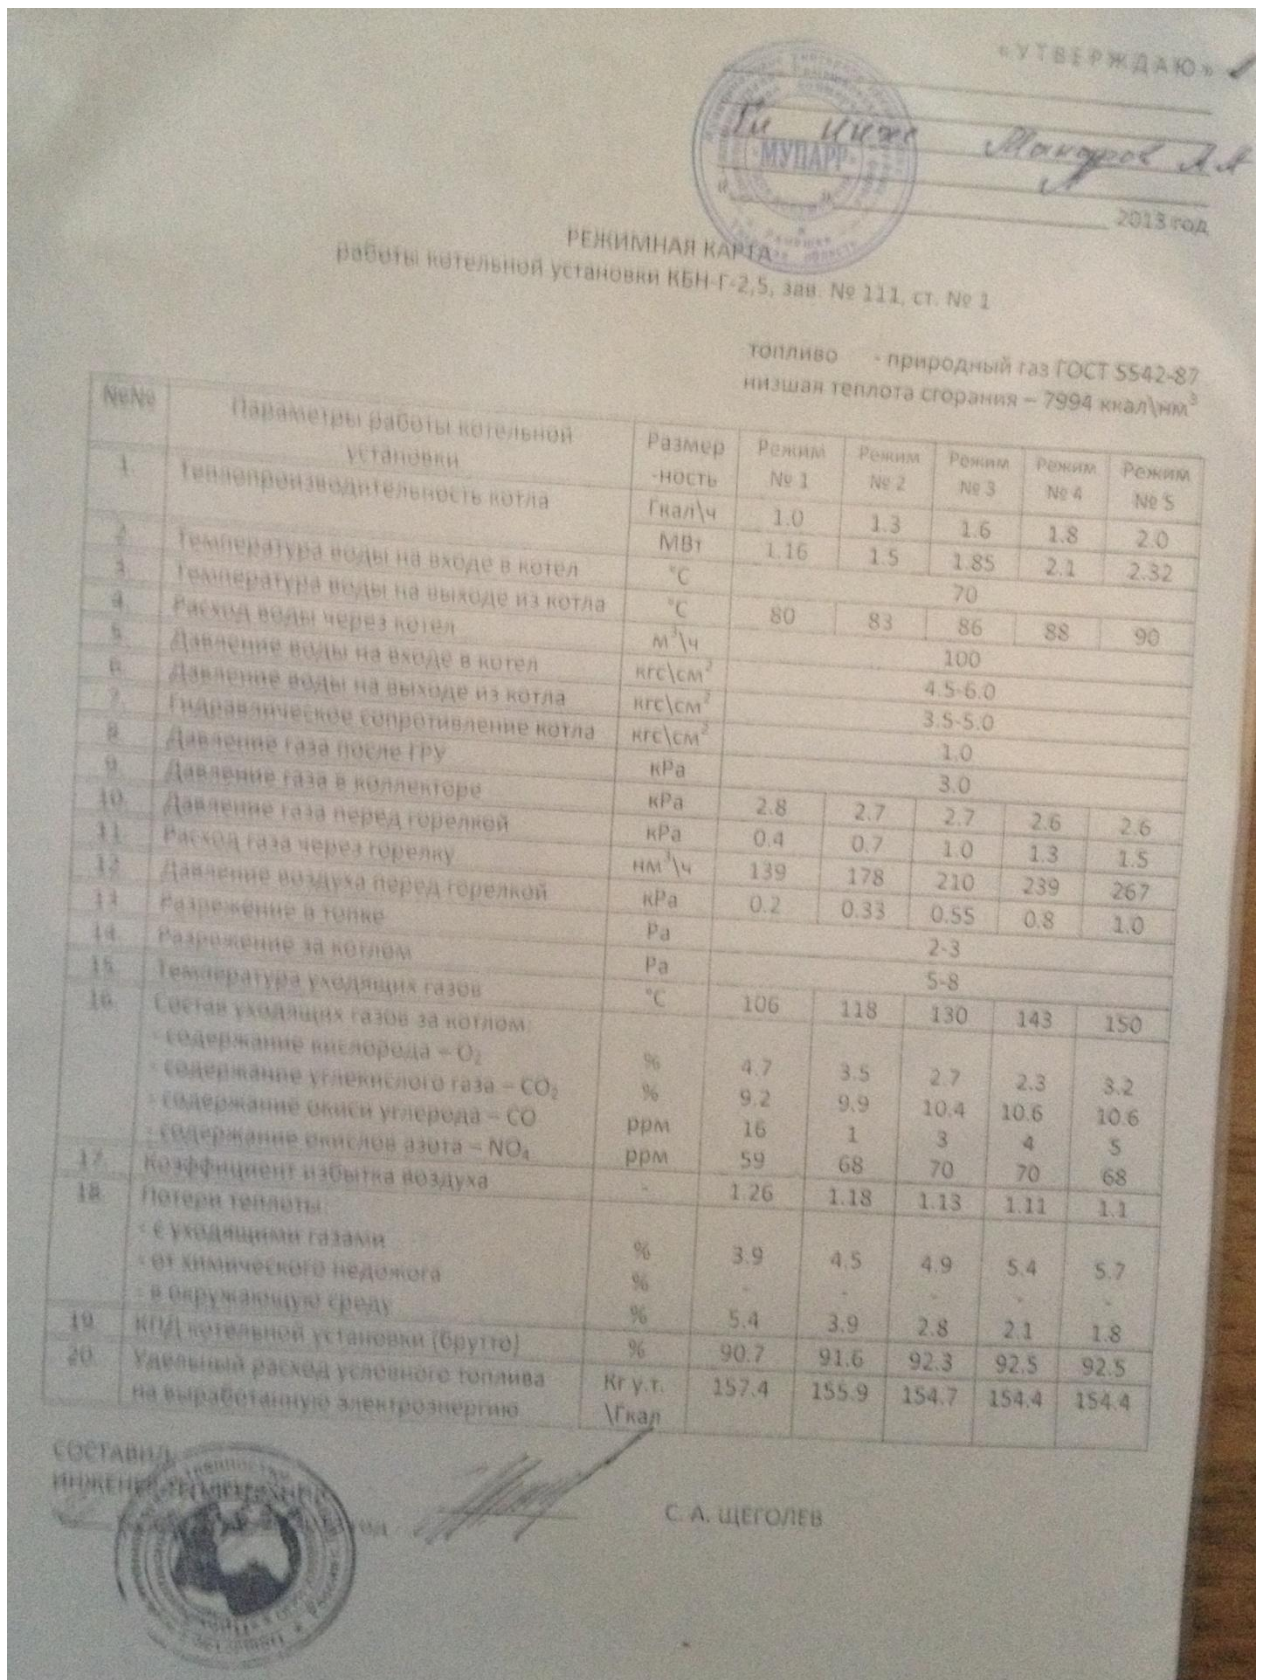 «УТВЕРЖДАЮ»
Гл инж Макаров А А
МУПАРР
" " 2013 год
РЕЖИМНАЯ КАРТА
работы котельной установки КБН-Г-2,5, зав. № 111, ст. № 1
топливо - природный газ ГОСТ 5542-87
низшая теплота сгорания – 7994 ккал\нм³
№№ Параметры работы котельной установки Размер-ность Режим № 1 Режим № 2 Режим № 3 Режим № 4 Режим № 5
1. Теплопроизводительность котла Гкал\ч 1.0 1.3 1.6 1.8 2.0
МВт 1.16 1.5 1.85 2.1 2.32
2. Температура воды на входе в котел °С 70
3. Температура воды на выходе из котла °С 80 83 86 88 90
4. Расход воды через котел м³\ч 100
5. Давление воды на входе в котел кгс\см² 4.5-6.0
6. Давление воды на выходе из котла кгс\см² 3.5-5.0
7. Гидравлическое сопротивление котла кгс\см² 1.0
8. Давление газа после ГРУ кПа 3.0
9. Давление газа в коллекторе кПа 2.8 2.7 2.7 2.6 2.6
10. Давление газа перед горелкой кПа 0.4 0.7 1.0 1.3 1.5
11. Расход газа через горелку нм³\ч 139 178 210 239 267
12. Давление воздуха перед горелкой кПа 0.2 0.33 0.55 0.8 1.0
13. Разрежение в топке Па 2-3
14. Разрежение за котлом Па 5-8
15. Температура уходящих газов °С 106 118 130 143 150
16. Состав уходящих газов за котлом:
- содержание кислорода – O₂ % 4.7 3.5 2.7 2.3 3.2
- содержание углекислого газа – CO₂ % 9.2 9.9 10.4 10.6 10.6
- содержание окиси углерода – CO ррм 16 1 3 4 5
- содержание окислов азота – NO₄ ррм 59 68 70 70 68
17. Коэффициент избытка воздуха - 1.26 1.18 1.13 1.11 1.1
18. Потери теплоты:
- с уходящими газами % 3.9 4.5 4.9 5.4 5.7
- от химического недожога % - - - - -
- в окружающую среду % 5.4 3.9 2.8 2.1 1.8
19. КПД котельной установки (брутто) % 90.7 91.6 92.3 92.5 92.5
20. Удельный расход условного топлива на выработанную электроэнергию Кг у.т.\Гкал 157.4 155.9 154.7 154.4 154.4
СОСТАВИЛ:
ИНЖЕНЕР-ТЕПЛОТЕХНИК
год
С. А. ЩЕГОЛЕВ